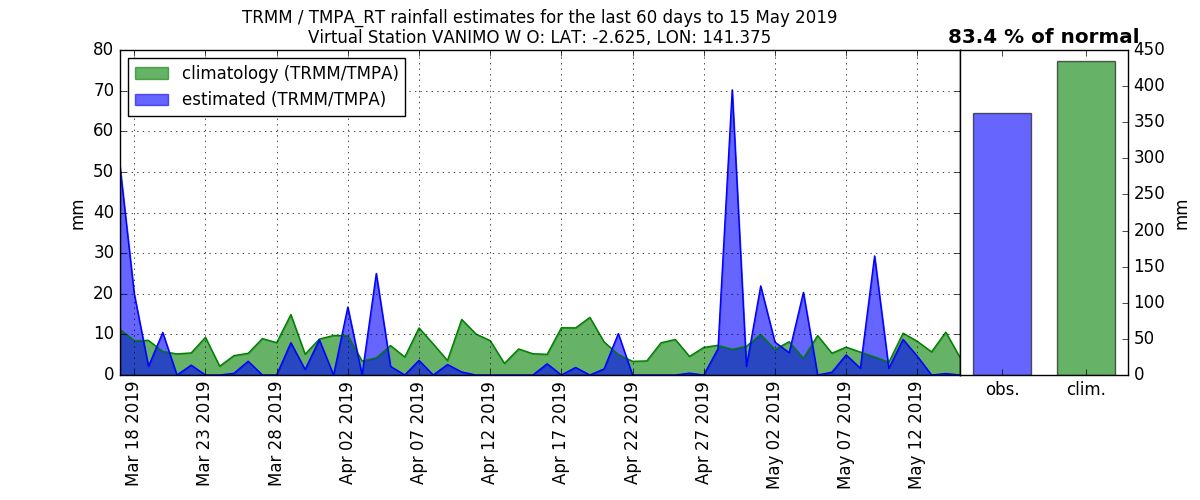 TRMM / TMPA_RT rainfall estimates for the last 60 days to 15 May 2019
Virtual Station VANIMO W O: LAT: -2.625, LON: 141.375
83.4 % of normal
climatology (TRMM/TMPA)
estimated (TRMM/TMPA)
mm
80
70
60
50
40
30
20
10
0
Mar 18 2019
Mar 23 2019
Mar 28 2019
Apr 02 2019
Apr 07 2019
Apr 12 2019
Apr 17 2019
Apr 22 2019
Apr 27 2019
May 02 2019
May 07 2019
May 12 2019
obs.
clim.
450
400
350
300
250
200
150
100
50
0
mm